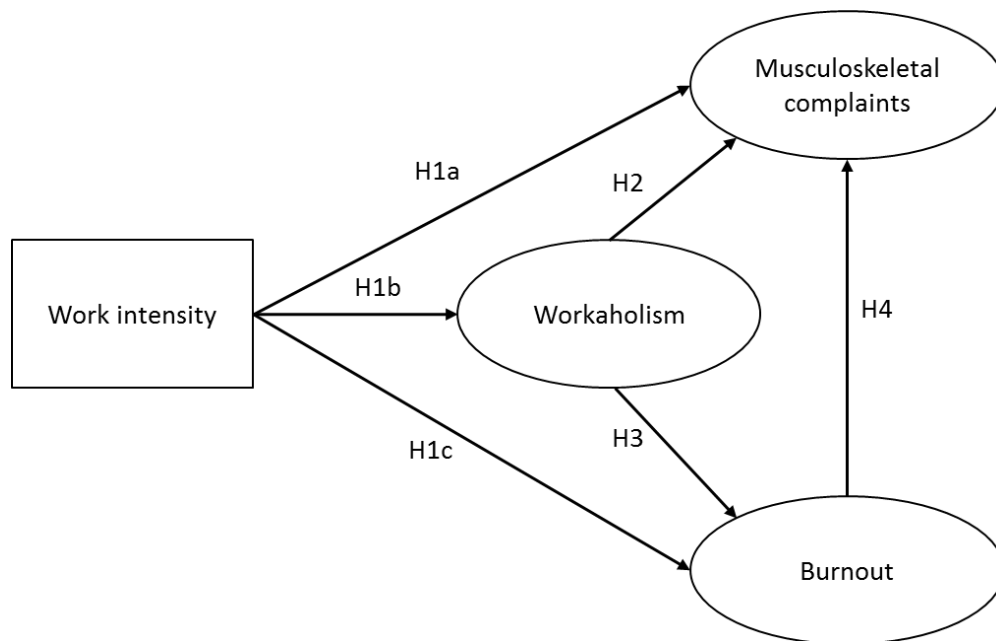 Musculoskeletal
complaints
H1a
H2
H1b
Work intensity
Workaholism
H4
H3
H1c
Burnout